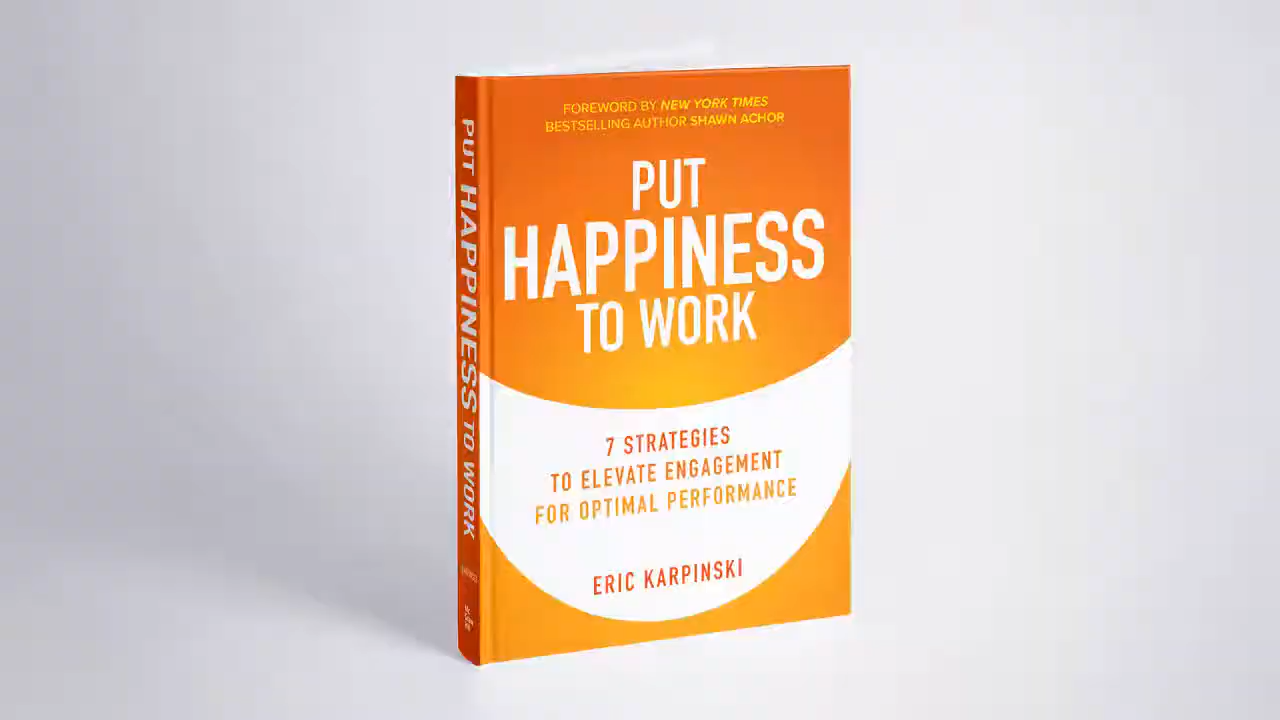 FOREWORD BY NEW YORK TIMES
BESTSELLING AUTHOR SHAWN ACHOR
PUT
HAPPINESS
TO WORK
7 STRATEGIES
TO ELEVATE ENGAGEMENT
FOR OPTIMAL PERFORMANCE
ERIC KARPINSKI
PUT HAPPINESS TO WORK